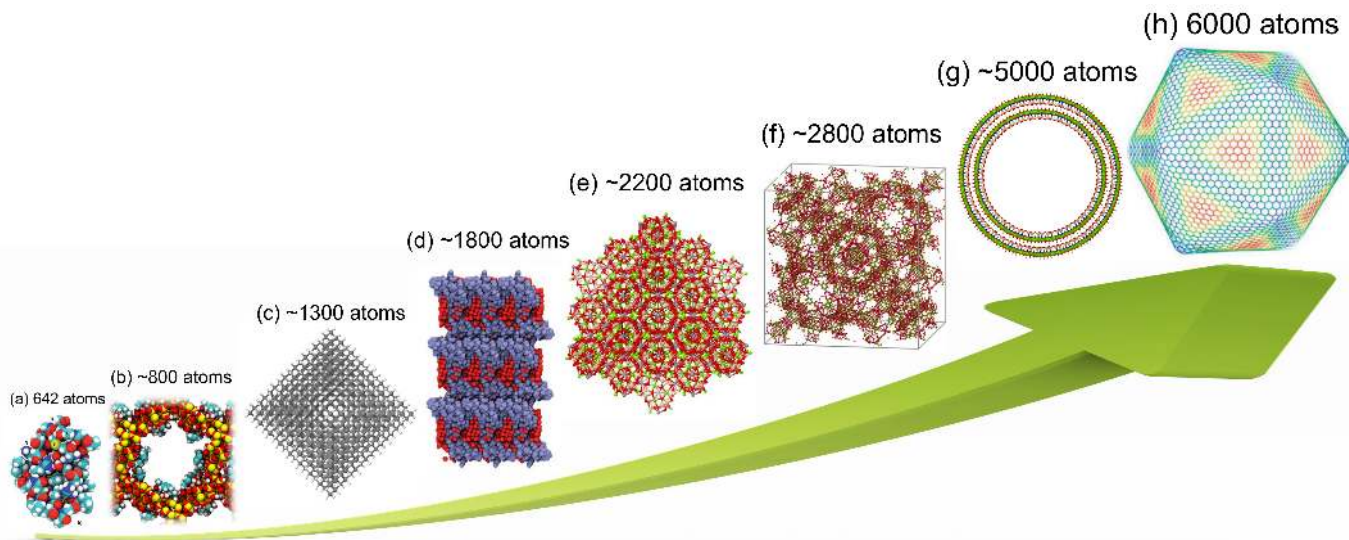 (a) 642 atoms
(b) ~800 atoms
(c) ~1300 atoms
(d) ~1800 atoms
(e) ~2200 atoms
(f) ~2800 atoms
(g) ~5000 atoms
(h) 6000 atoms